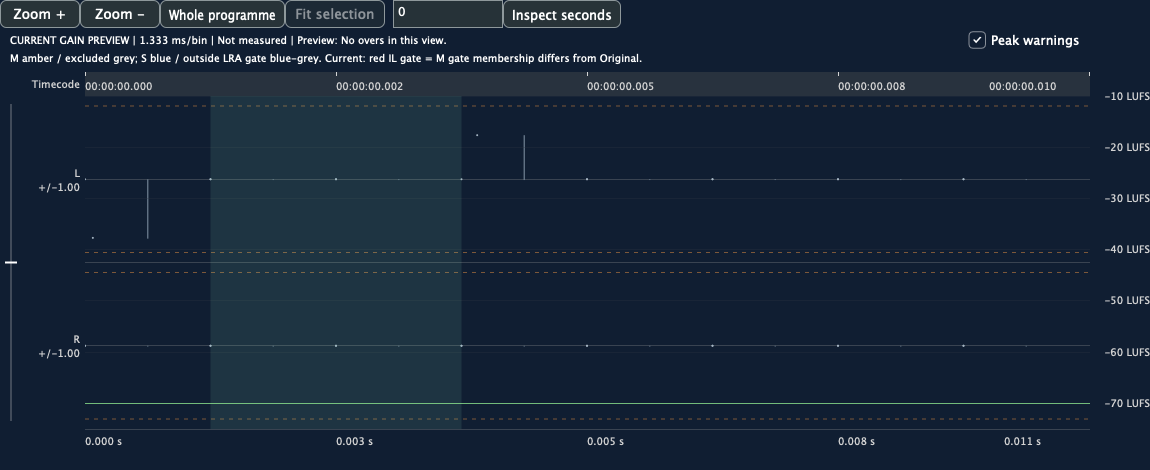 Zoom + Zoom – Whole programme Fit selection 0 Inspect seconds
CURRENT GAIN PREVIEW | 1.333 ms/bin | Not measured | Preview: No overs in this view.
Peak warnings
M amber / excluded grey; S blue / outside LRA gate blue-grey. Current: red IL gate = M gate membership differs from Original.
Timecode 00:00:00.000 00:00:00.002 00:00:00.005 00:00:00.008 00:00:00.010
−10 LUFS
−20 LUFS
L
+/−1.00
−30 LUFS
−40 LUFS
−50 LUFS
R
+/−1.00
−60 LUFS
−70 LUFS
0.000 s 0.003 s 0.005 s 0.008 s 0.011 s